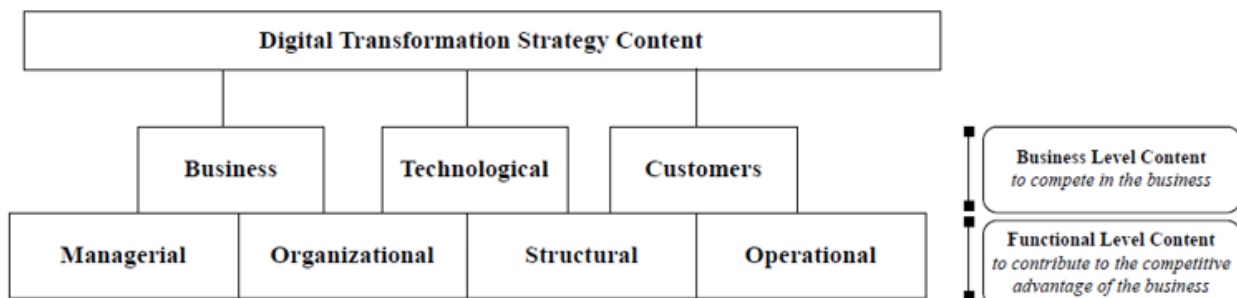 Digital Transformation Strategy Content
Business
Technological
Customers
Business Level Content
to compete in the business
Managerial
Organizational
Structural
Operational
Functional Level Content
to contribute to the competitive
advantage of the business